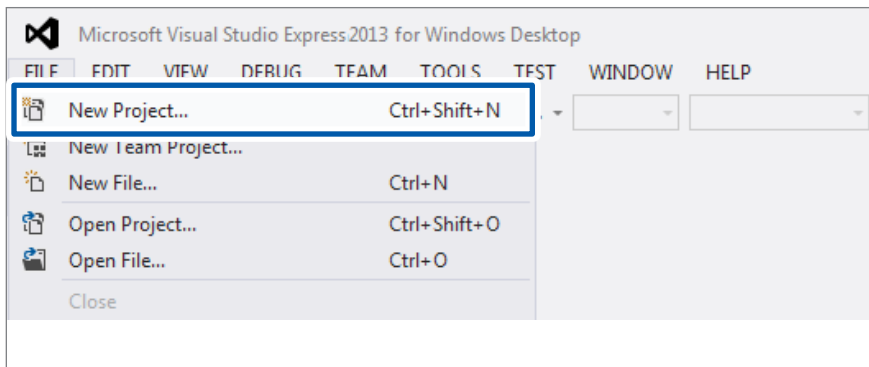 Microsoft Visual Studio Express 2013 for Windows Desktop
FILE EDIT VIEW DEBUG TEAM TOOLS TEST WINDOW HELP
New Project... Ctrl+Shift+N
New Team Project...
New File... Ctrl+N
Open Project... Ctrl+Shift+O
Open File... Ctrl+O
Close